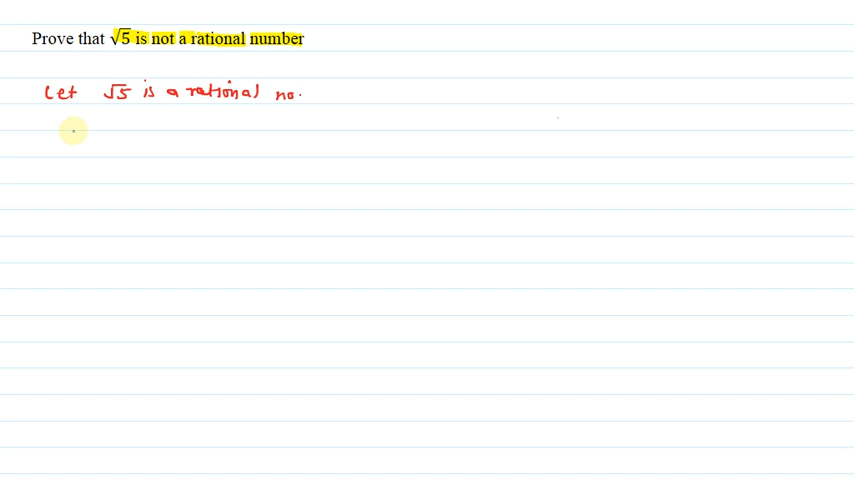 Prove that √5 is not a rational number
Let √5 is a rational no.